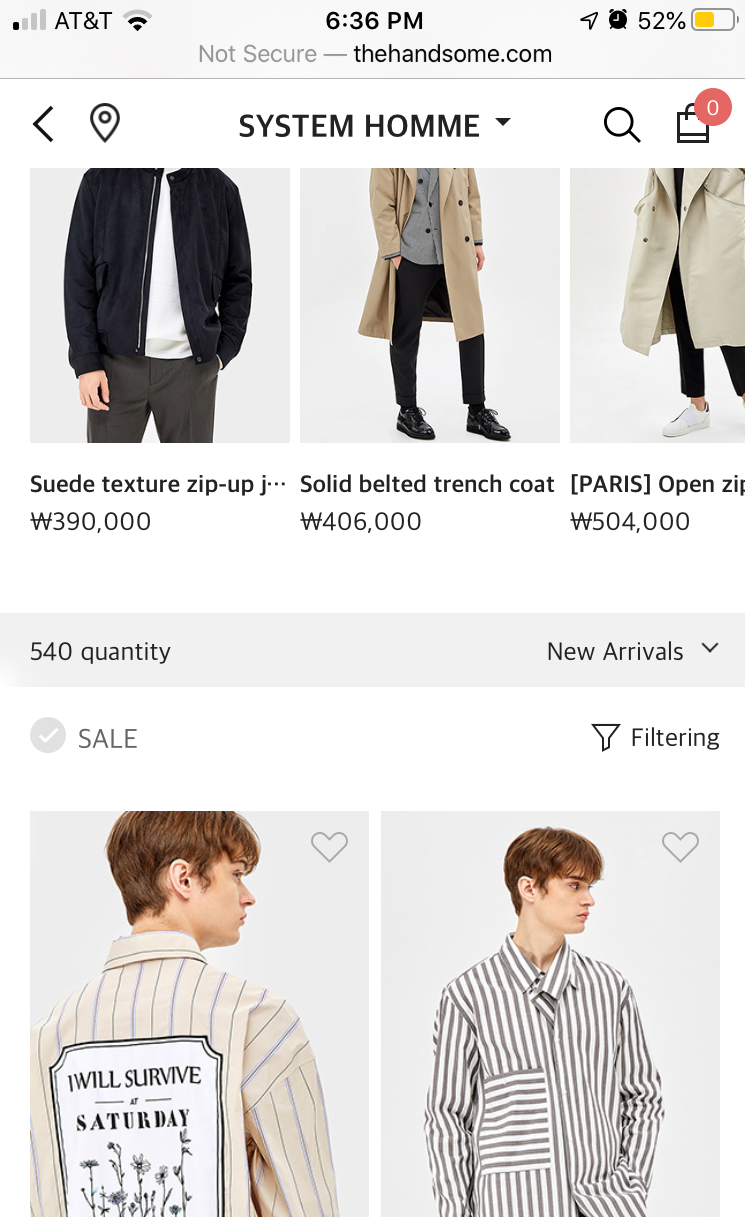 AT&T 6:36 PM 52%
Not Secure — thehandsome.com
SYSTEM HOMME 0
Suede texture zip-up j··· Solid belted trench coat [PARIS] Open zip
₩390,000 ₩406,000 ₩504,000
540 quantity New Arrivals
SALE Filtering
I WILL SURVIVE
AT
SATURDAY